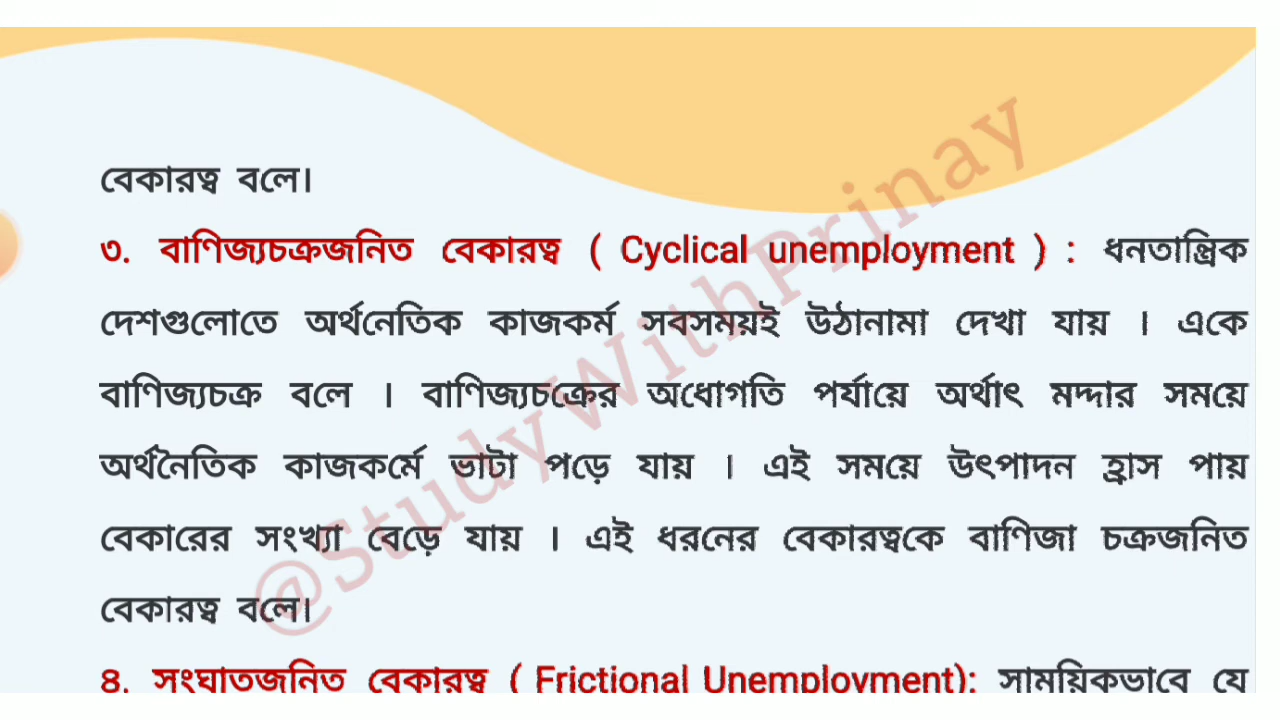 বেকারত্ব বলে।
৩. বাণিজ্যচক্রজনিত বেকারত্ব ( Cyclical unemployment ) : ধনতান্ত্রিক
দেশগুলোতে অর্থনেতিক কাজকর্ম সবসময়ই উঠানামা দেখা যায় । একে
বাণিজ্যচক্র বলে । বাণিজ্যচক্রের অধোগতি পর্যায়ে অর্থাৎ মন্দার সময়ে
অর্থনৈতিক কাজকর্মে ভাটা পড়ে যায় । এই সময়ে উৎপাদন হ্রাস পায়
বেকারের সংখ্যা বেড়ে যায় । এই ধরনের বেকারত্বকে বাণিজা চক্রজনিত
বেকারত্ব বলে।
৪. সংঘাতজনিত বেকারত্ব ( Frictional Unemployment): সাময়িকভাবে যে
@StudyWithPrinay